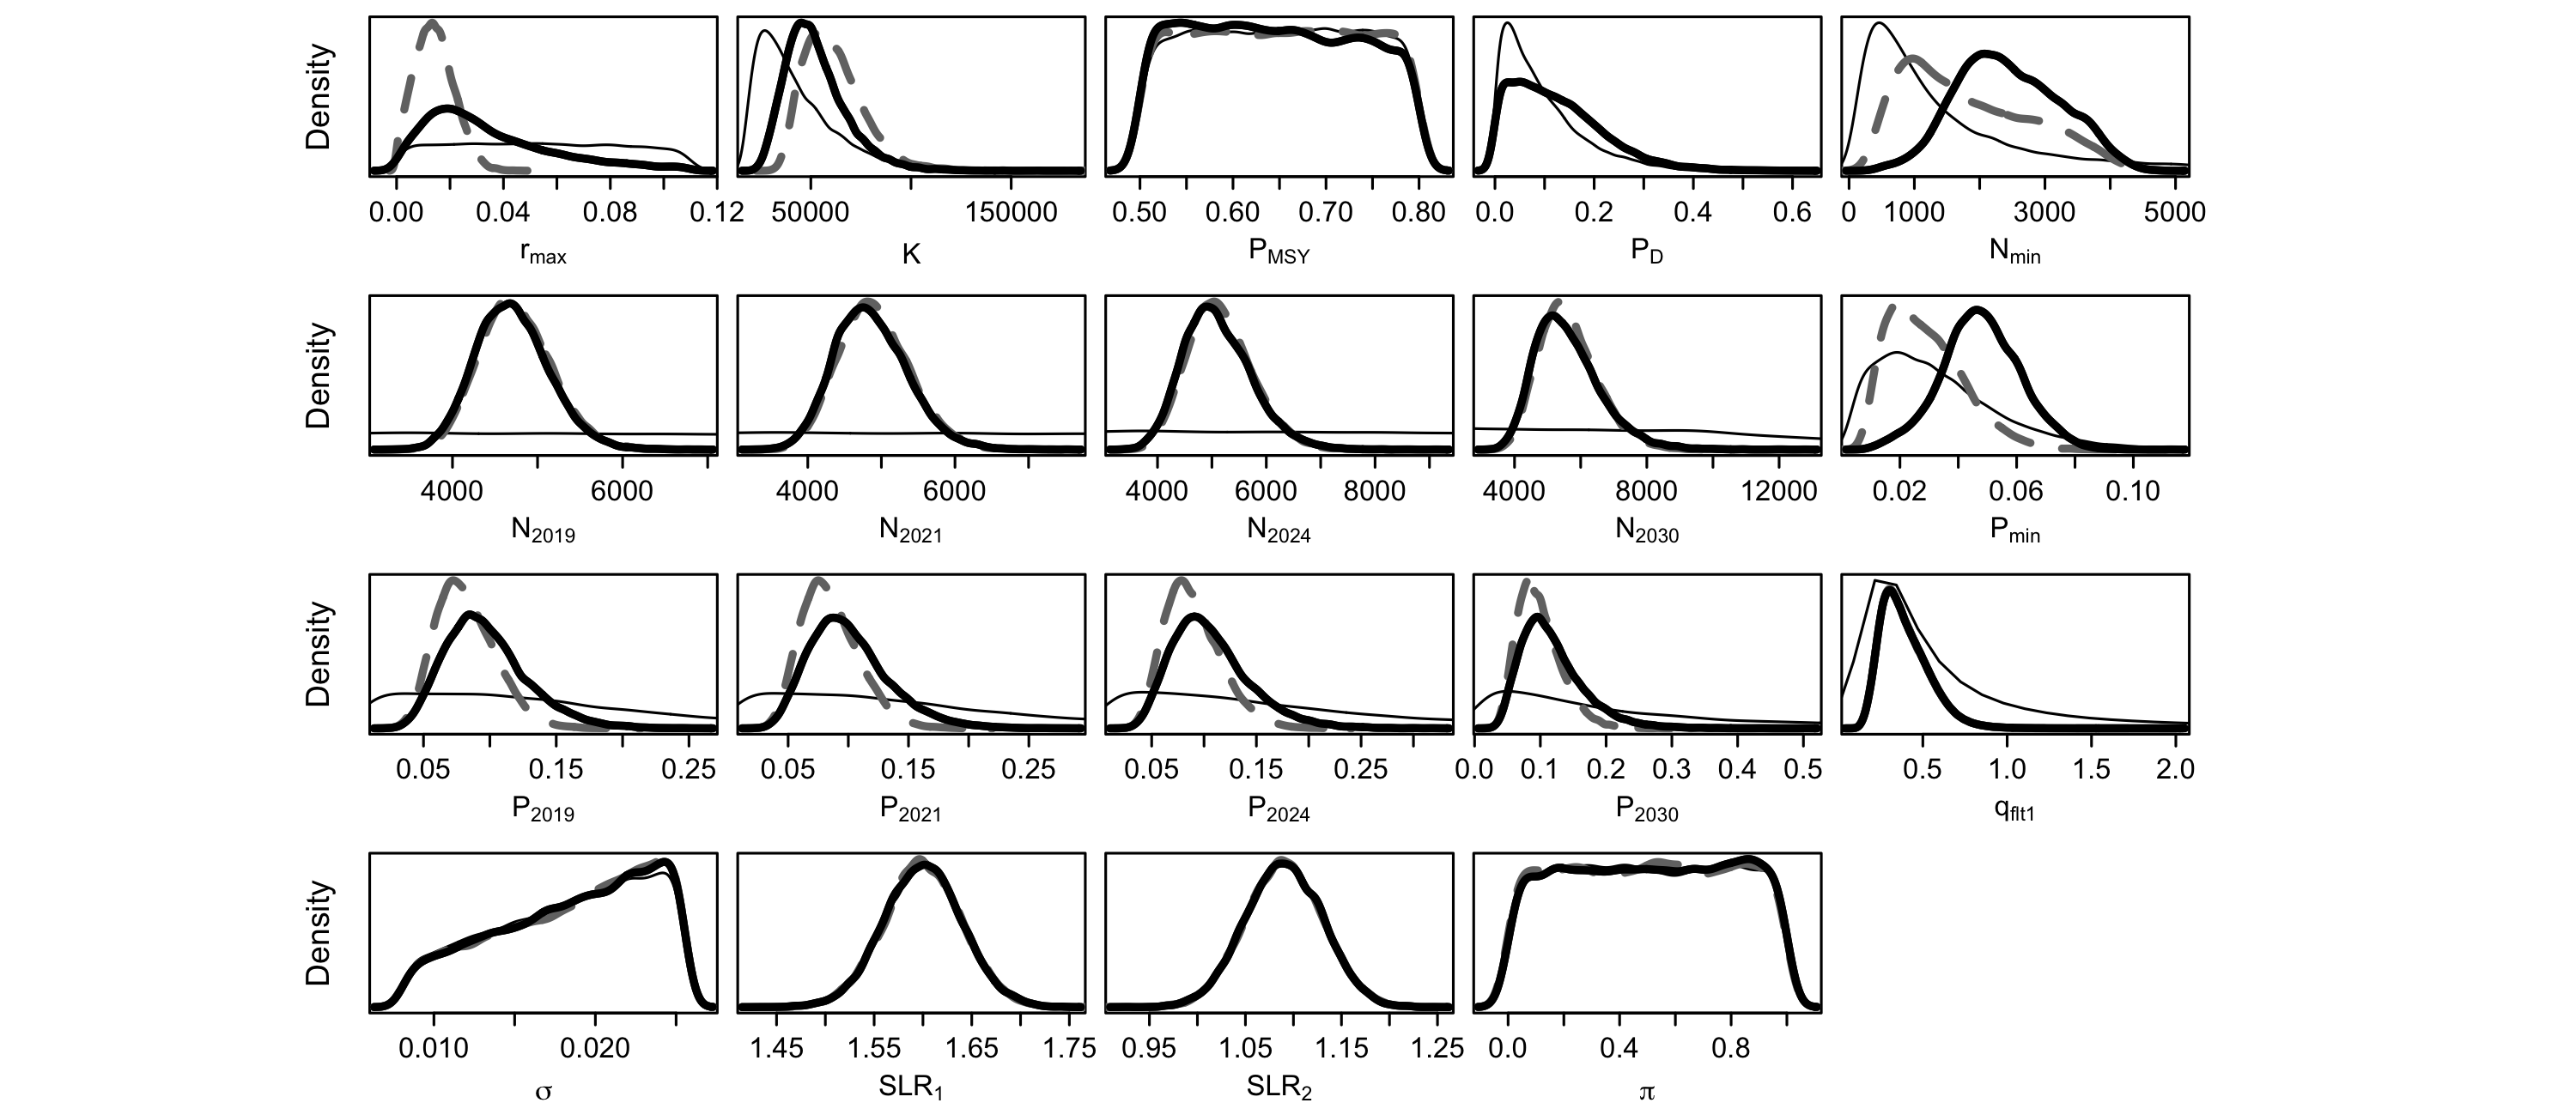 Density
0.00 0.04 0.08 0.12 50000 150000 0.50 0.60 0.70 0.80 0.0 0.2 0.4 0.6 0 1000 3000 5000
rmax K PMSY PD Nmin
Density
4000 6000 4000 6000 4000 6000 8000 4000 8000 12000 0.02 0.06 0.10
N2019 N2021 N2024 N2030 Pmin
Density
0.05 0.15 0.25 0.05 0.15 0.25 0.05 0.15 0.25 0.0 0.1 0.2 0.3 0.4 0.5 0.5 1.0 1.5 2.0
P2019 P2021 P2024 P2030 qflt1
Density
0.010 0.020 1.45 1.55 1.65 1.75 0.95 1.05 1.15 1.25 0.0 0.4 0.8
σ SLR1 SLR2 π